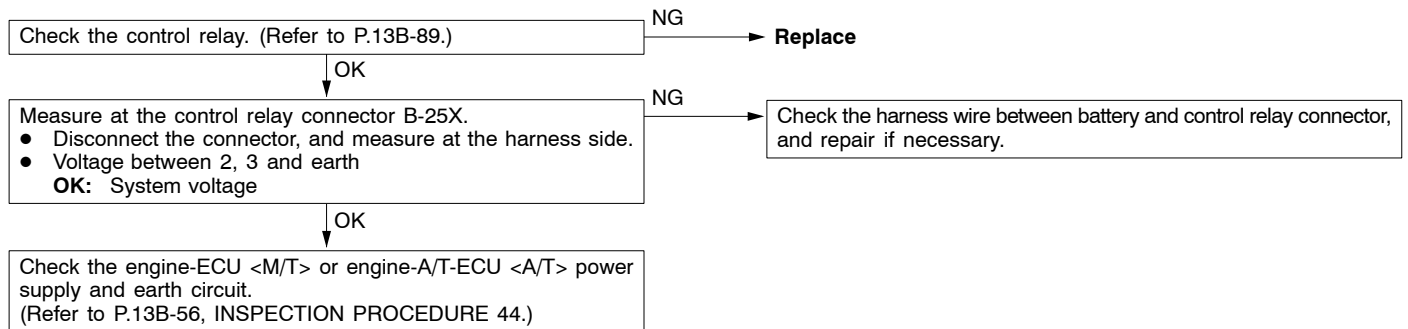 Check the control relay. (Refer to P.13B-89.)
NG
Replace
OK
Measure at the control relay connector B-25X.
● Disconnect the connector, and measure at the harness side.
● Voltage between 2, 3 and earth
OK: System voltage
NG
Check the harness wire between battery and control relay connector,
and repair if necessary.
OK
Check the engine-ECU <M/T> or engine-A/T-ECU <A/T> power
supply and earth circuit.
(Refer to P.13B-56, INSPECTION PROCEDURE 44.)